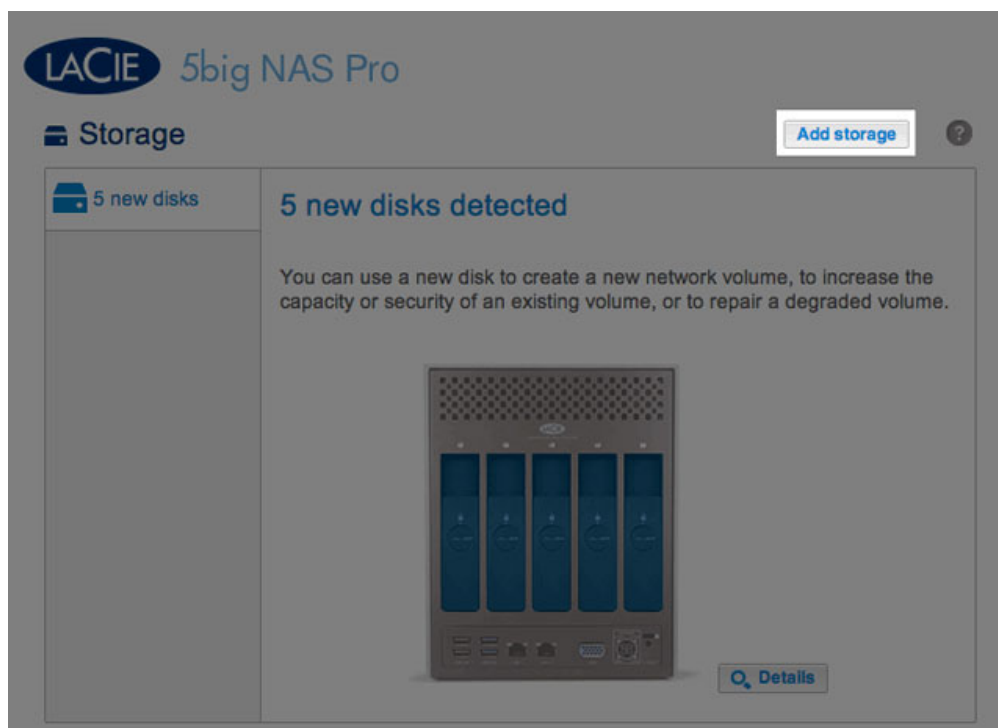 LACIE 5big NAS Pro
Storage
Add storage
?
5 new disks
5 new disks detected
You can use a new disk to create a new network volume, to increase the
capacity or security of an existing volume, or to repair a degraded volume.
Details